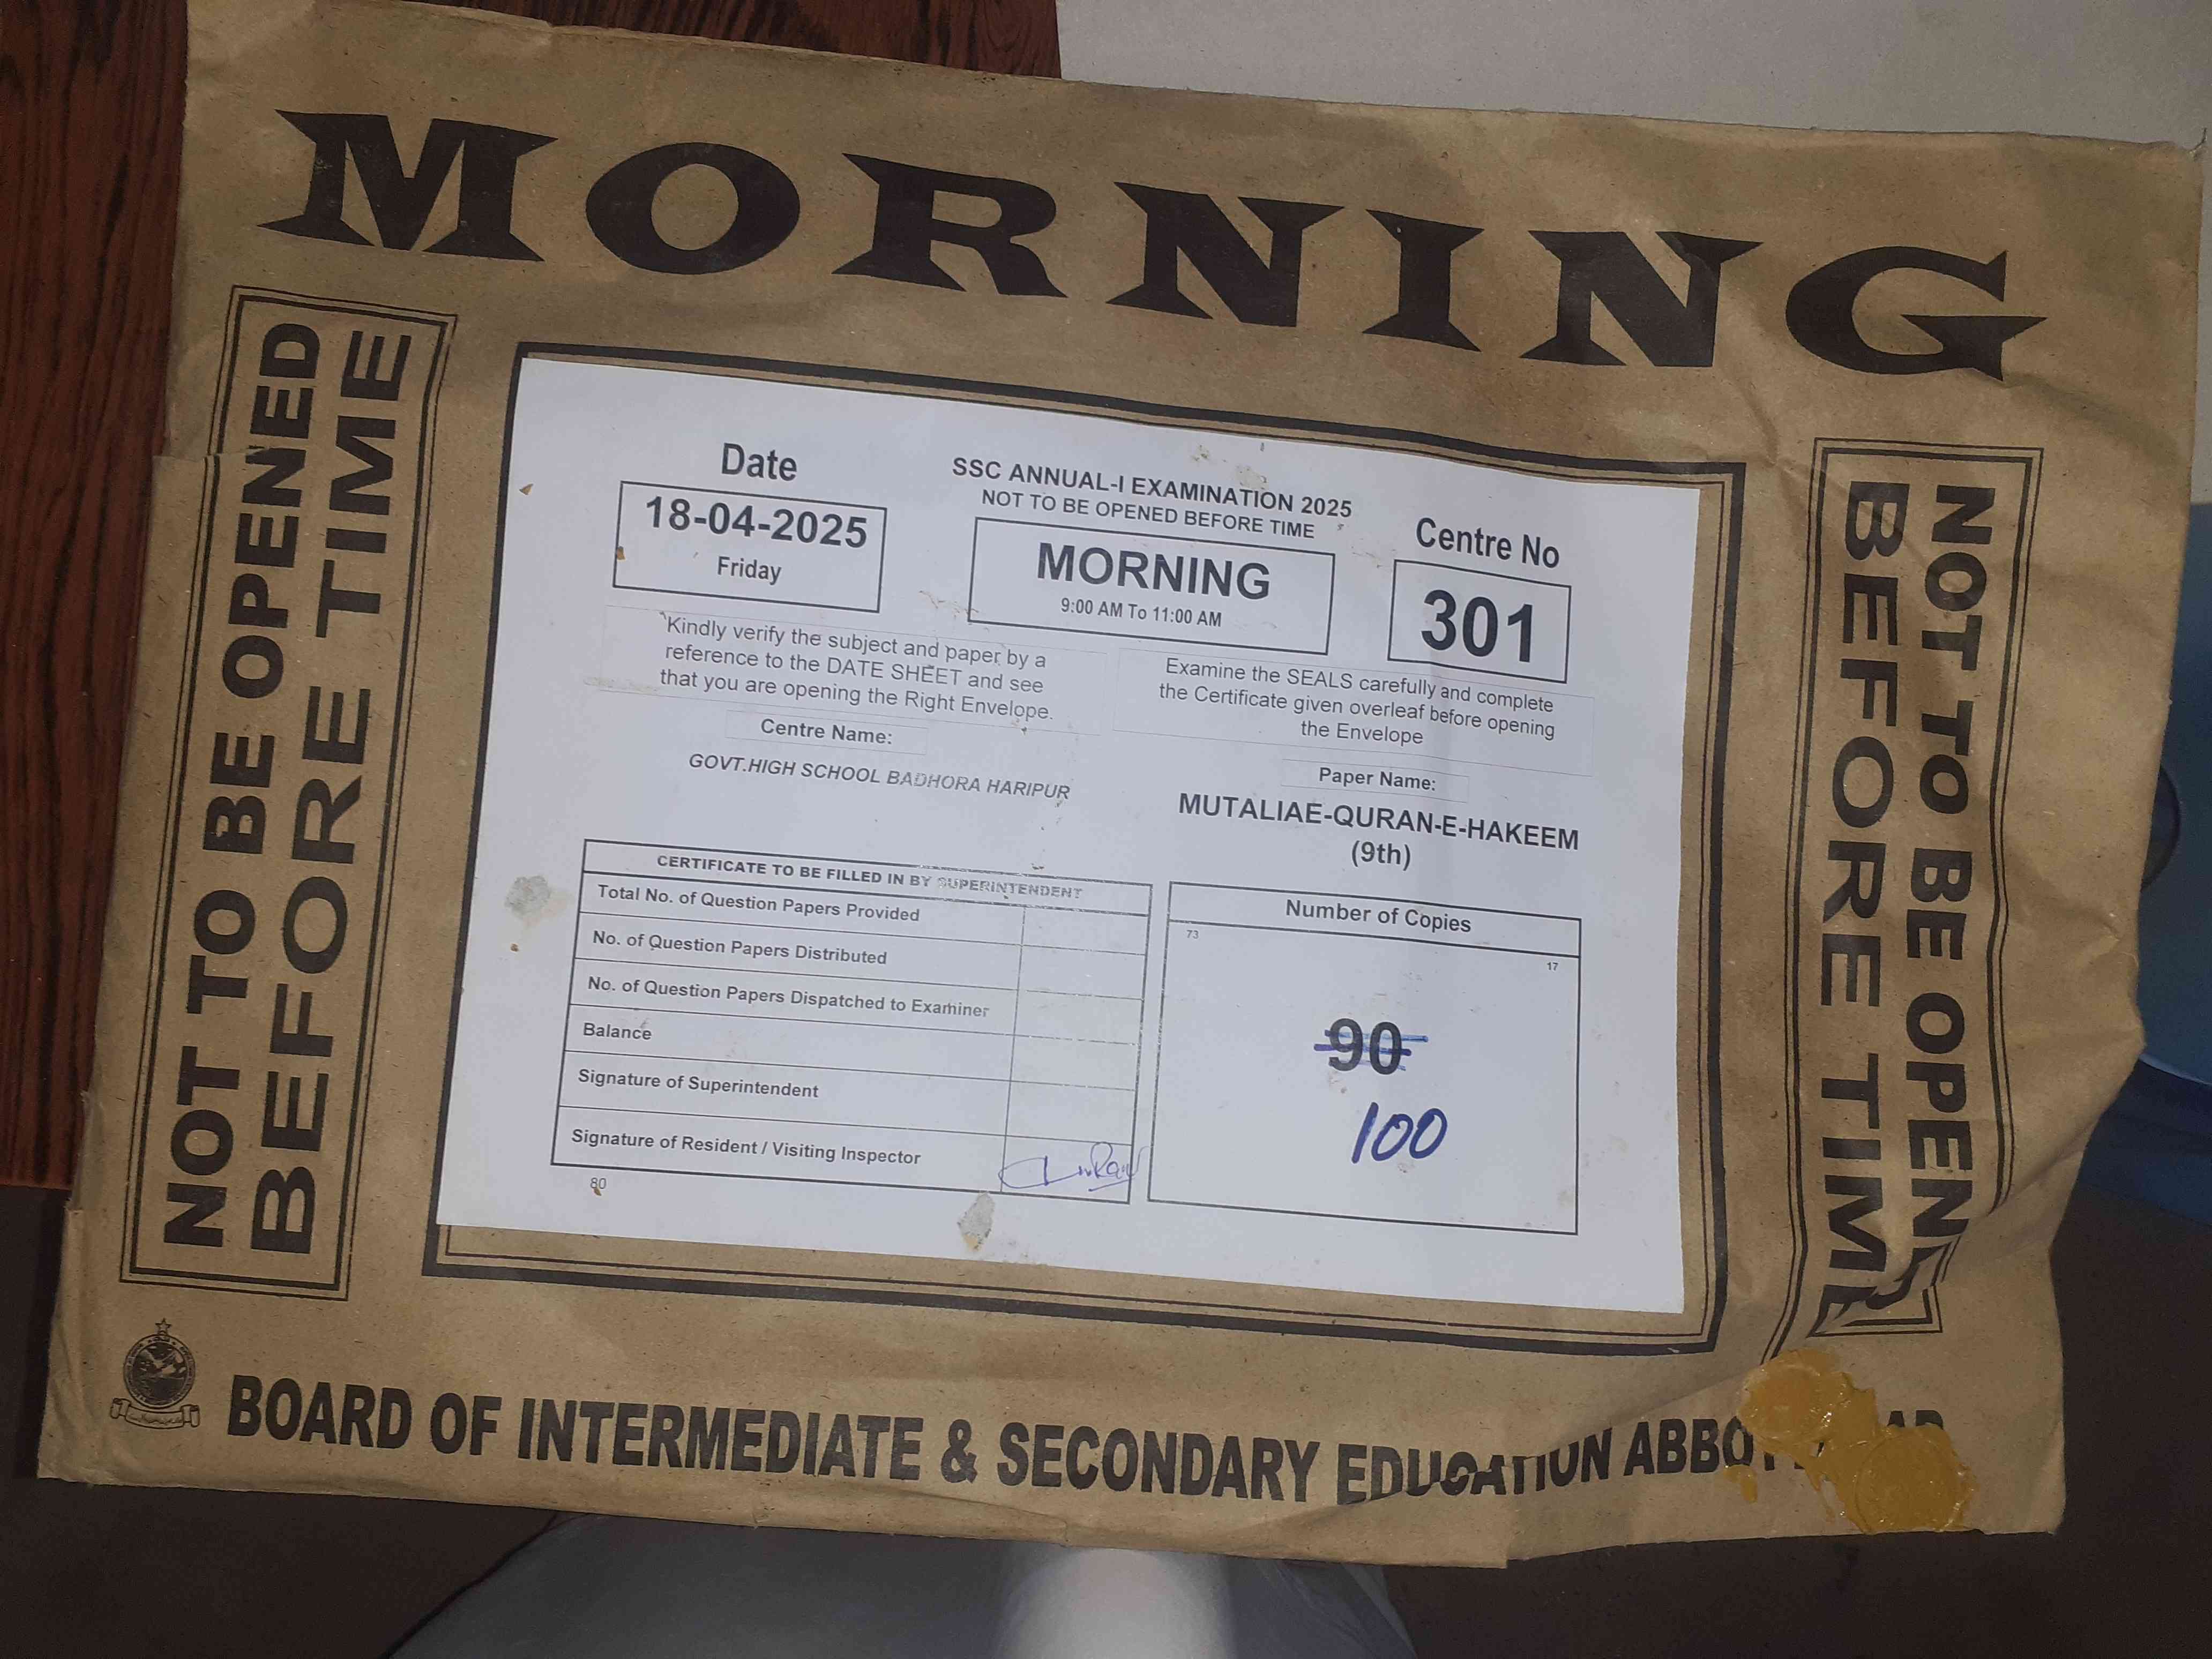 MORNING
NOT TO BE OPENED
BEFORE TIME
Date
18-04-2025
Friday
SSC ANNUAL-I EXAMINATION 2025
NOT TO BE OPENED BEFORE TIME
MORNING
9:00 AM To 11:00 AM
Centre No
301
Kindly verify the subject and paper by a
reference to the DATE SHEET and see
that you are opening the Right Envelope.
Examine the SEALS carefully and complete
the Certificate given overleaf before opening
the Envelope
Centre Name:
GOVT.HIGH SCHOOL BADHORA HARIPUR
Paper Name:
MUTALIAE-QURAN-E-HAKEEM
(9th)
CERTIFICATE TO BE FILLED IN BY SUPERINTENDENT
Total No. of Question Papers Provided
No. of Question Papers Distributed
No. of Question Papers Dispatched to Examiner
Balance
Signature of Superintendent
Signature of Resident / Visiting Inspector
80
Number of Copies
73
17
90
100
NOT TO BE OPENED
BEFORE TIME
BOARD OF INTERMEDIATE & SECONDARY EDUCATION